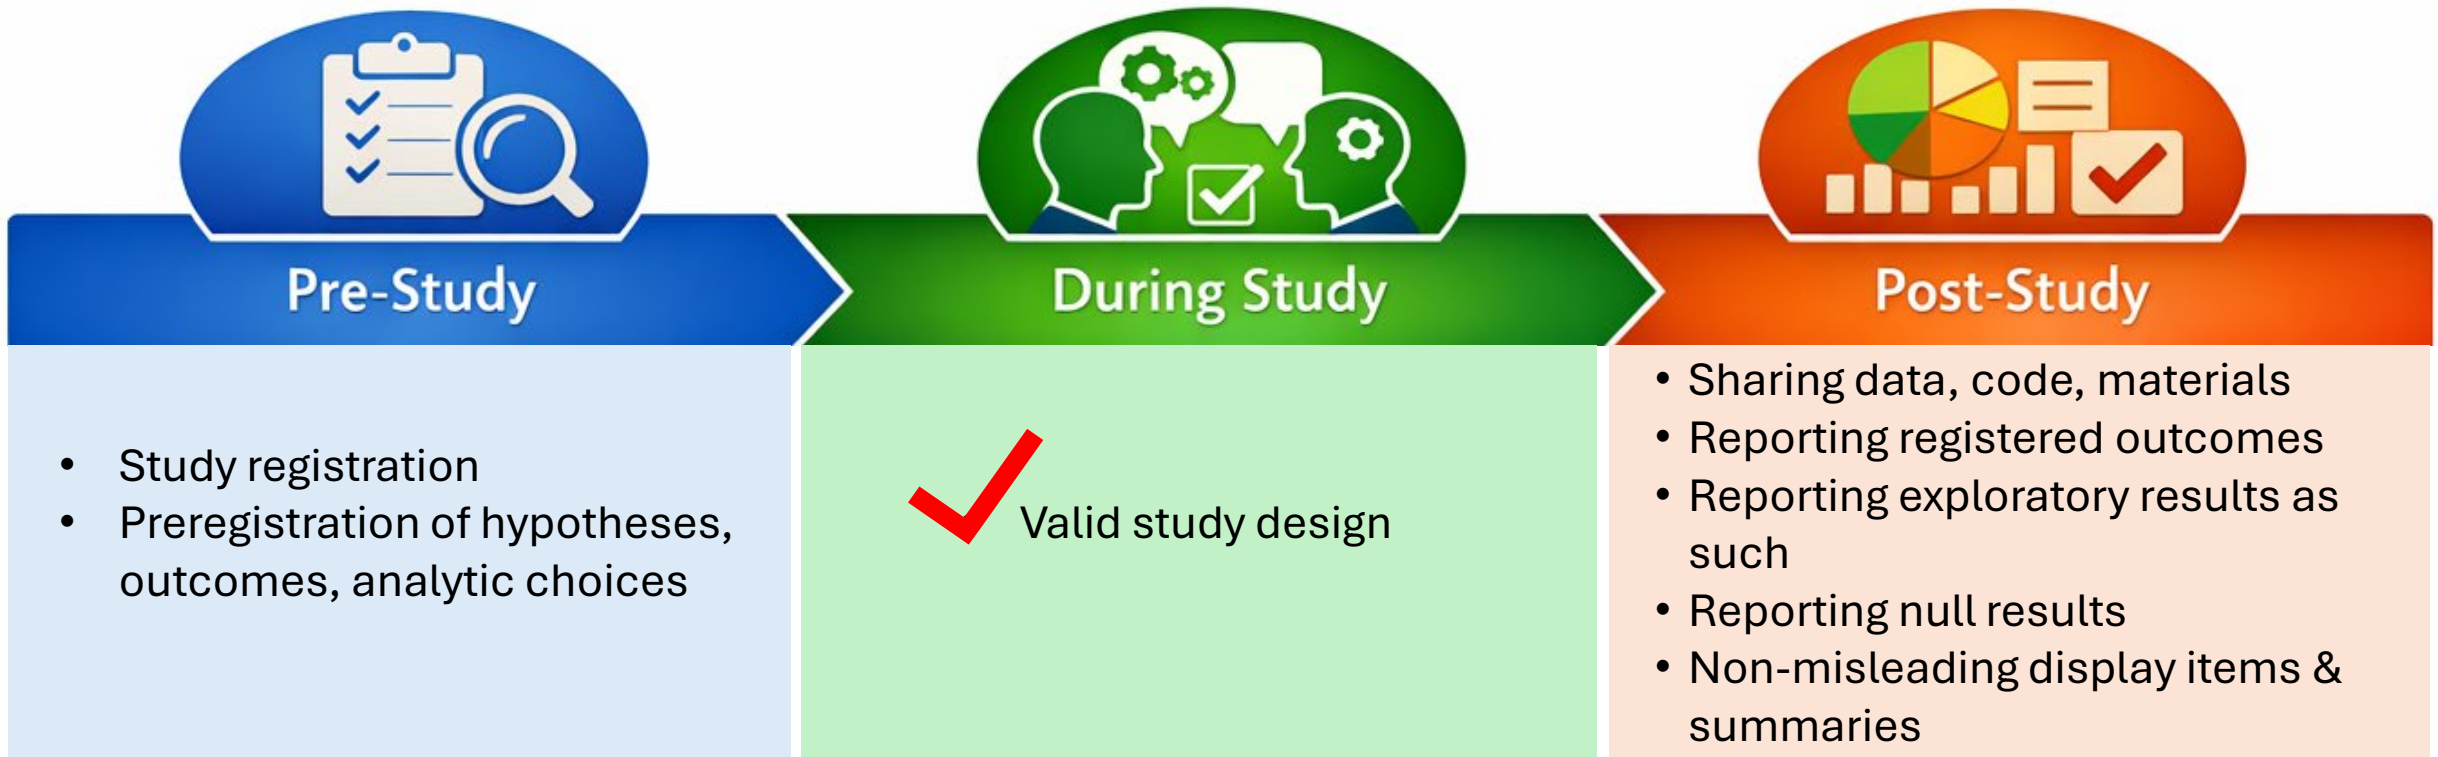 Pre-Study
During Study
Post-Study
• Study registration
• Preregistration of hypotheses,
outcomes, analytic choices
Valid study design
• Sharing data, code, materials
• Reporting registered outcomes
• Reporting exploratory results as
such
• Reporting null results
• Non-misleading display items &
summaries